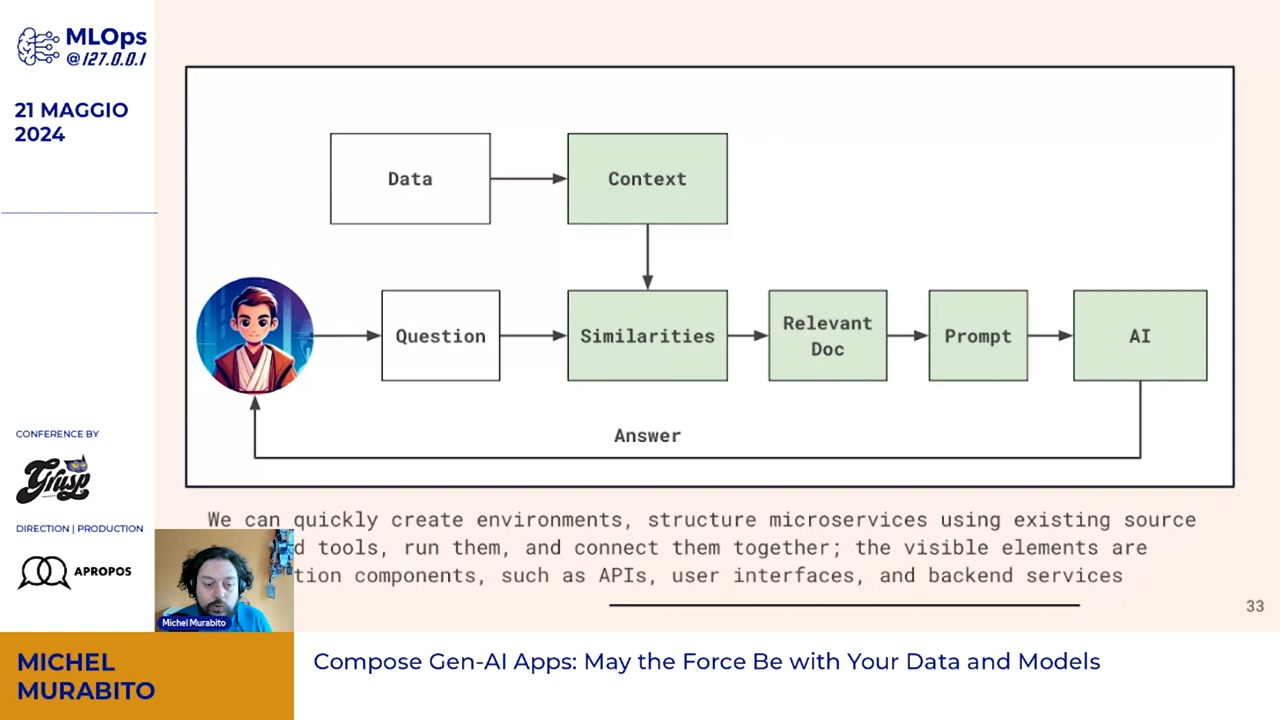 MLOps
@127.0.0.1
21 MAGGIO
2024
Data
Context
Question
Similarities
Relevant
Doc
Prompt
AI
Answer
We can quickly create environments, structure microservices using existing source
tools, run them, and connect them together; the visible elements are
components, such as APIs, user interfaces, and backend services
33
CONFERENCE BY
Grusp
DIRECTION | PRODUCTION
APROPOS
Michel Murabito
MICHEL
MURABITO
Compose Gen-AI Apps: May the Force Be with Your Data and Models